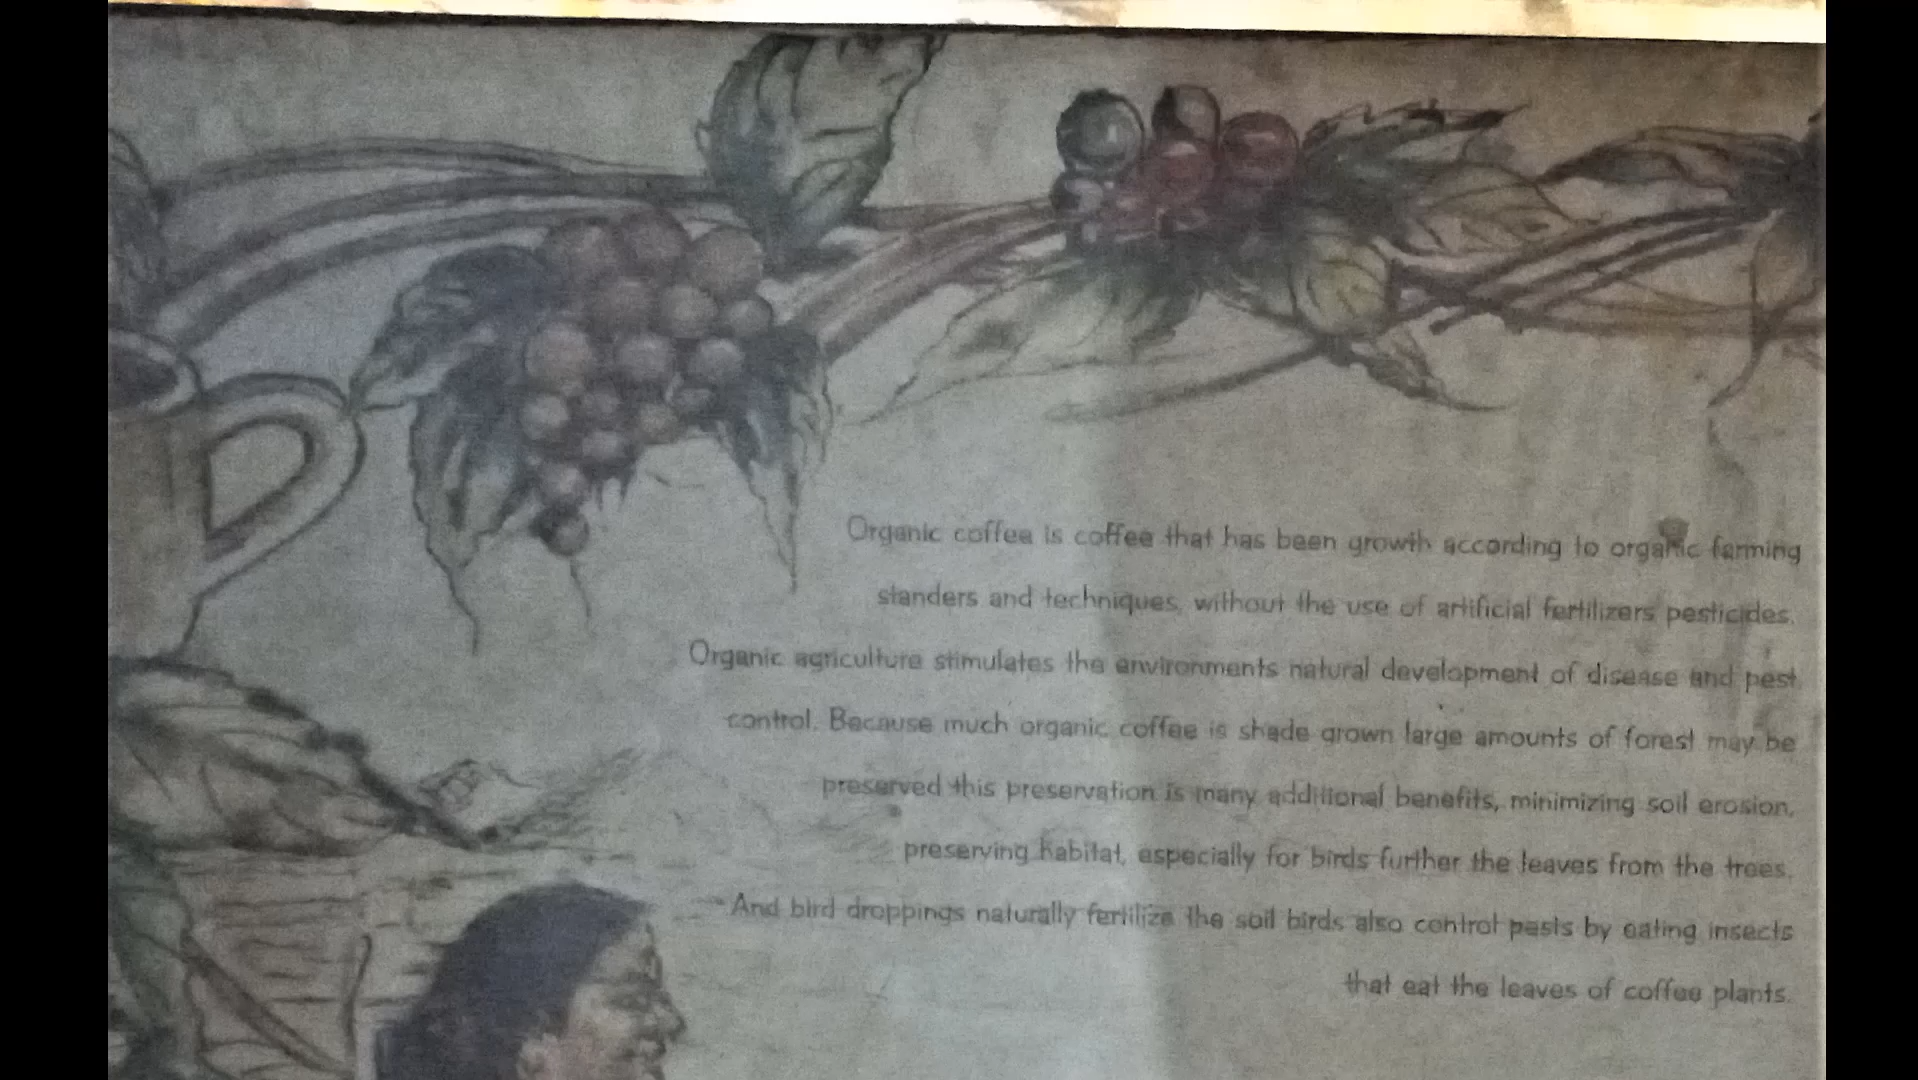 Organic coffee is coffee that has been growth according to organic farming
standers and techniques, without the use of artificial fertilizers pesticides.
Organic agriculture stimulates the environments natural development of disease and pest
control. Because much organic coffee is shade grown large amounts of forest may be
preserved this preservation is many additional benefits, minimizing soil erosion,
preserving habitat, especially for birds further the leaves from the trees.
And bird droppings naturally fertilize the soil birds also control pests by eating insects
that eat the leaves of coffee plants.